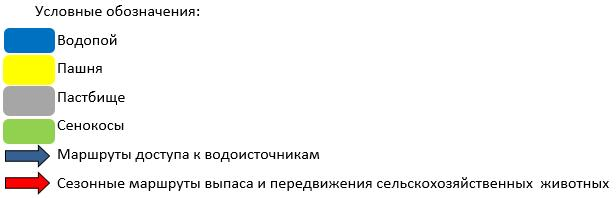 Условные обозначения:
Водопой
Пашня
Пастбище
Сенокосы
Маршруты доступа к водоисточникам
Сезонные маршруты выпаса и передвижения сельскохозяйственных животных